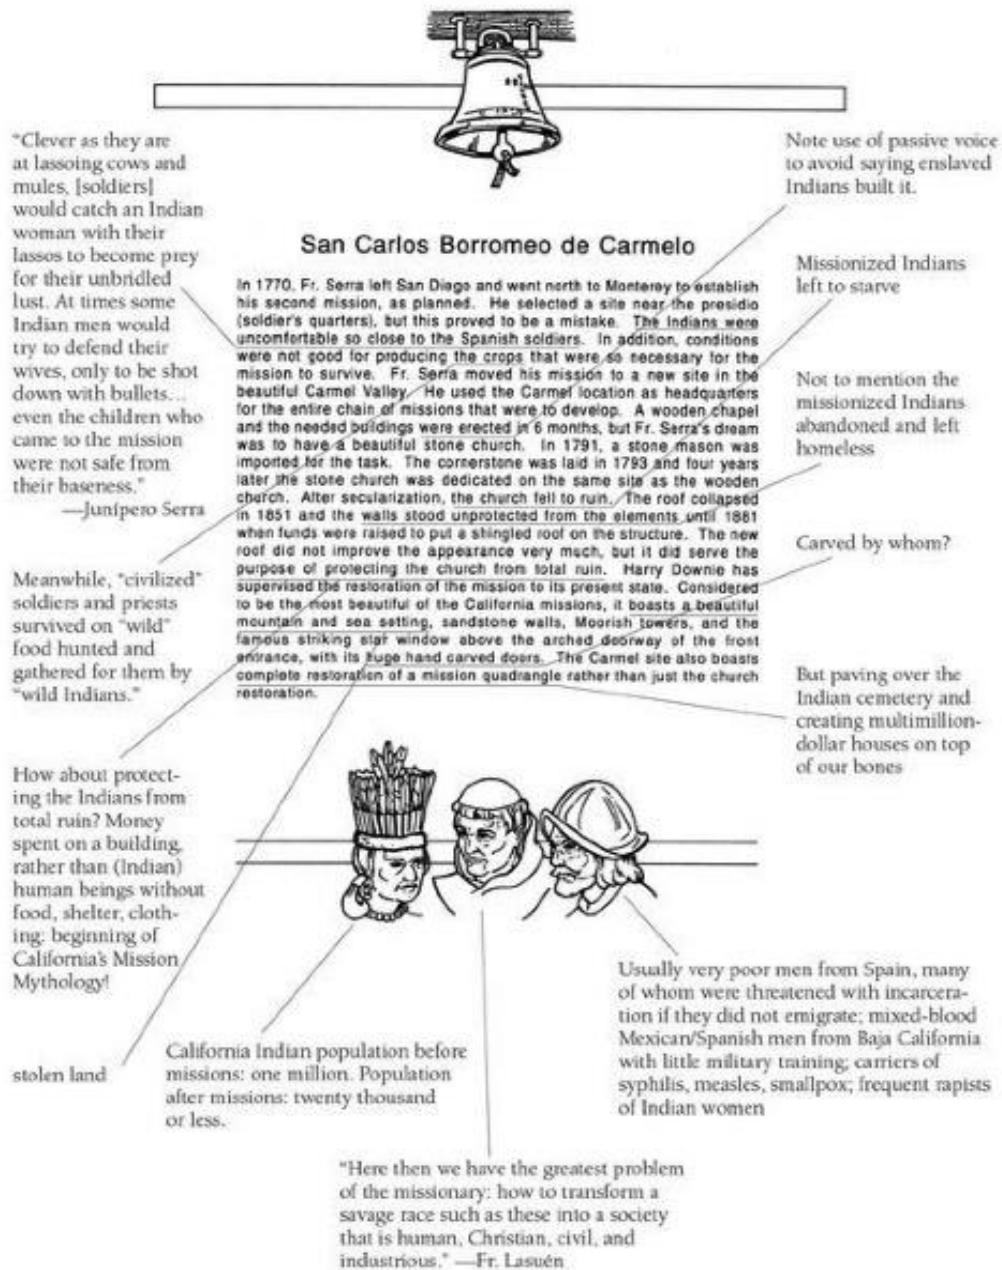 "Clever as they are
at lassoing cows and
mules, [soldiers]
would catch an Indian
woman with their
lassos to become prey
for their unbridled
lust. At times some
Indian men would
try to defend their
wives, only to be shot
down with bullets...
even the children who
came to the mission
were not safe from
their baseness."
—Junípero Serra
Meanwhile, "civilized"
soldiers and priests
survived on "wild"
food hunted and
gathered for them by
"wild Indians."
How about protect-
ing the Indians from
total ruin? Money
spent on a building,
rather than (Indian)
human beings without
food, shelter, cloth-
ing: beginning of
California's Mission
Mythology!
stolen land
San Carlos Borromeo de Carmelo
In 1770, Fr. Serra left San Diego and went north to Monterey to establish
his second mission, as planned. He selected a site near the presidio
(soldier's quarters), but this proved to be a mistake. The Indians were
uncomfortable so close to the Spanish soldiers. In addition, conditions
were not good for producing the crops that were so necessary for the
mission to survive. Fr. Serra moved his mission to a new site in the
beautiful Carmel Valley. He used the Carmel location as headquarters
for the entire chain of missions that were to develop. A wooden chapel
and the needed buildings were erected in 6 months, but Fr. Serra's dream
was to have a beautiful stone church. In 1791, a stone mason was
imported for the task. The cornerstone was laid in 1793 and four years
later the stone church was dedicated on the same site as the wooden
church. After secularization, the church fell to ruin. The roof collapsed
in 1851 and the walls stood unprotected from the elements until 1881
when funds were raised to put a shingled roof on the structure. The new
roof did not improve the appearance very much, but it did serve the
purpose of protecting the church from total ruin. Harry Downie has
supervised the restoration of the mission to its present state. Considered
to be the most beautiful of the California missions, it boasts a beautiful
mountain and sea setting, sandstone walls, Moorish towers, and the
famous striking star window above the arched doorway of the front
entrance, with its huge hand carved doors. The Carmel site also boasts
complete restoration of a mission quadrangle rather than just the church
restoration.
Note use of passive voice
to avoid saying enslaved
Indians built it.
Missionized Indians
left to starve
Not to mention the
missionized Indians
abandoned and left
homeless
Carved by whom?
But paving over the
Indian cemetery and
creating multimillion-
dollar houses on top
of our bones
California Indian population before
missions: one million. Population
after missions: twenty thousand
or less.
"Here then we have the greatest problem
of the missionary: how to transform a
savage race such as these into a society
that is human, Christian, civil, and
industrious." —Fr. Lasuén
Usually very poor men from Spain, many
of whom were threatened with incarcera-
tion if they did not emigrate; mixed-blood
Mexican/Spanish men from Baja California
with little military training; carriers of
syphilis, measles, smallpox; frequent rapists
of Indian women